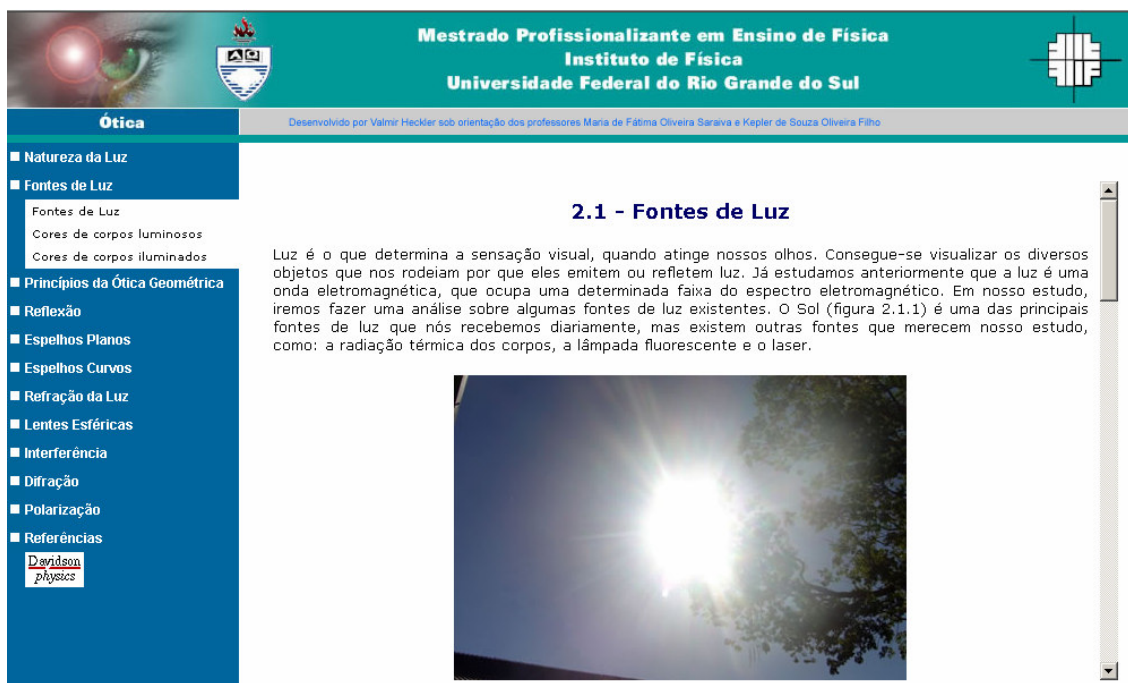 Mestrado Profissionalizante em Ensino de Física
Instituto de Física
Universidade Federal do Rio Grande do Sul
Ótica
Desenvolvido por Valmir Heckler sob orientação dos professores Maria de Fátima Oliveira Saraiva e Kepler de Souza Oliveira Filho
Natureza da Luz
Fontes de Luz
Fontes de Luz
Cores de corpos luminosos
Cores de corpos iluminados
Princípios da Ótica Geométrica
Reflexão
Espelhos Planos
Espelhos Curvos
Refração da Luz
Lentes Esféricas
Interferência
Difração
Polarização
Referências
Davidson
physics
2.1 - Fontes de Luz
Luz é o que determina a sensação visual, quando atinge nossos olhos. Consegue-se visualizar os diversos
objetos que nos rodeiam por que eles emitem ou refletem luz. Já estudamos anteriormente que a luz é uma
onda eletromagnética, que ocupa uma determinada faixa do espectro eletromagnético. Em nosso estudo,
iremos fazer uma análise sobre algumas fontes de luz existentes. O Sol (figura 2.1.1) é uma das principais
fontes de luz que nós recebemos diariamente, mas existem outras fontes que merecem nosso estudo,
como: a radiação térmica dos corpos, a lâmpada fluorescente e o laser.